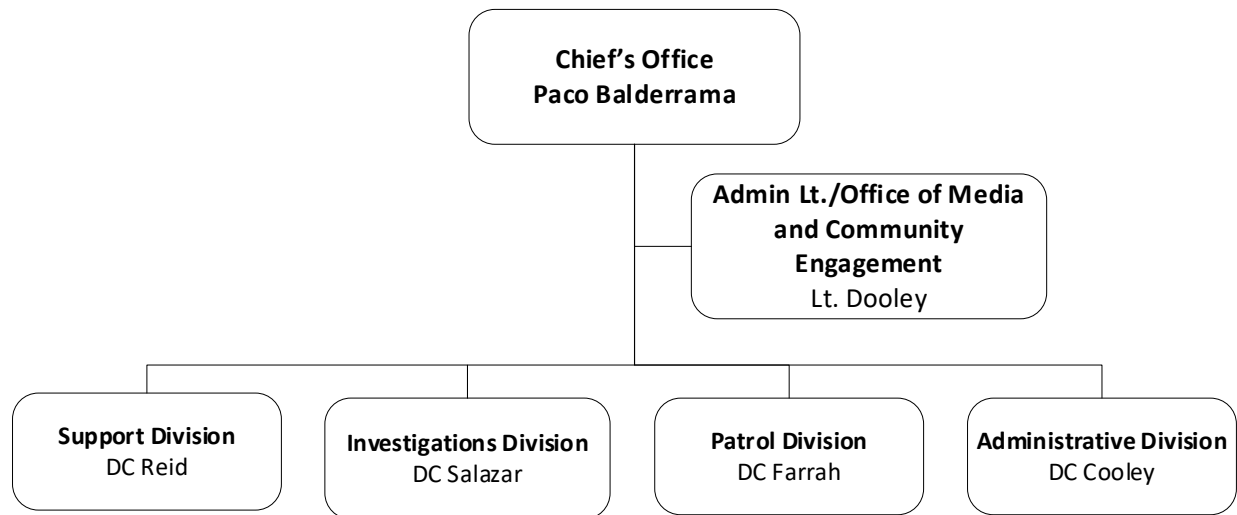 Chief’s Office
Paco Balderrama
Admin Lt./Office of Media
and Community
Engagement
Lt. Dooley
Support Division
DC Reid
Investigations Division
DC Salazar
Patrol Division
DC Farrah
Administrative Division
DC Cooley